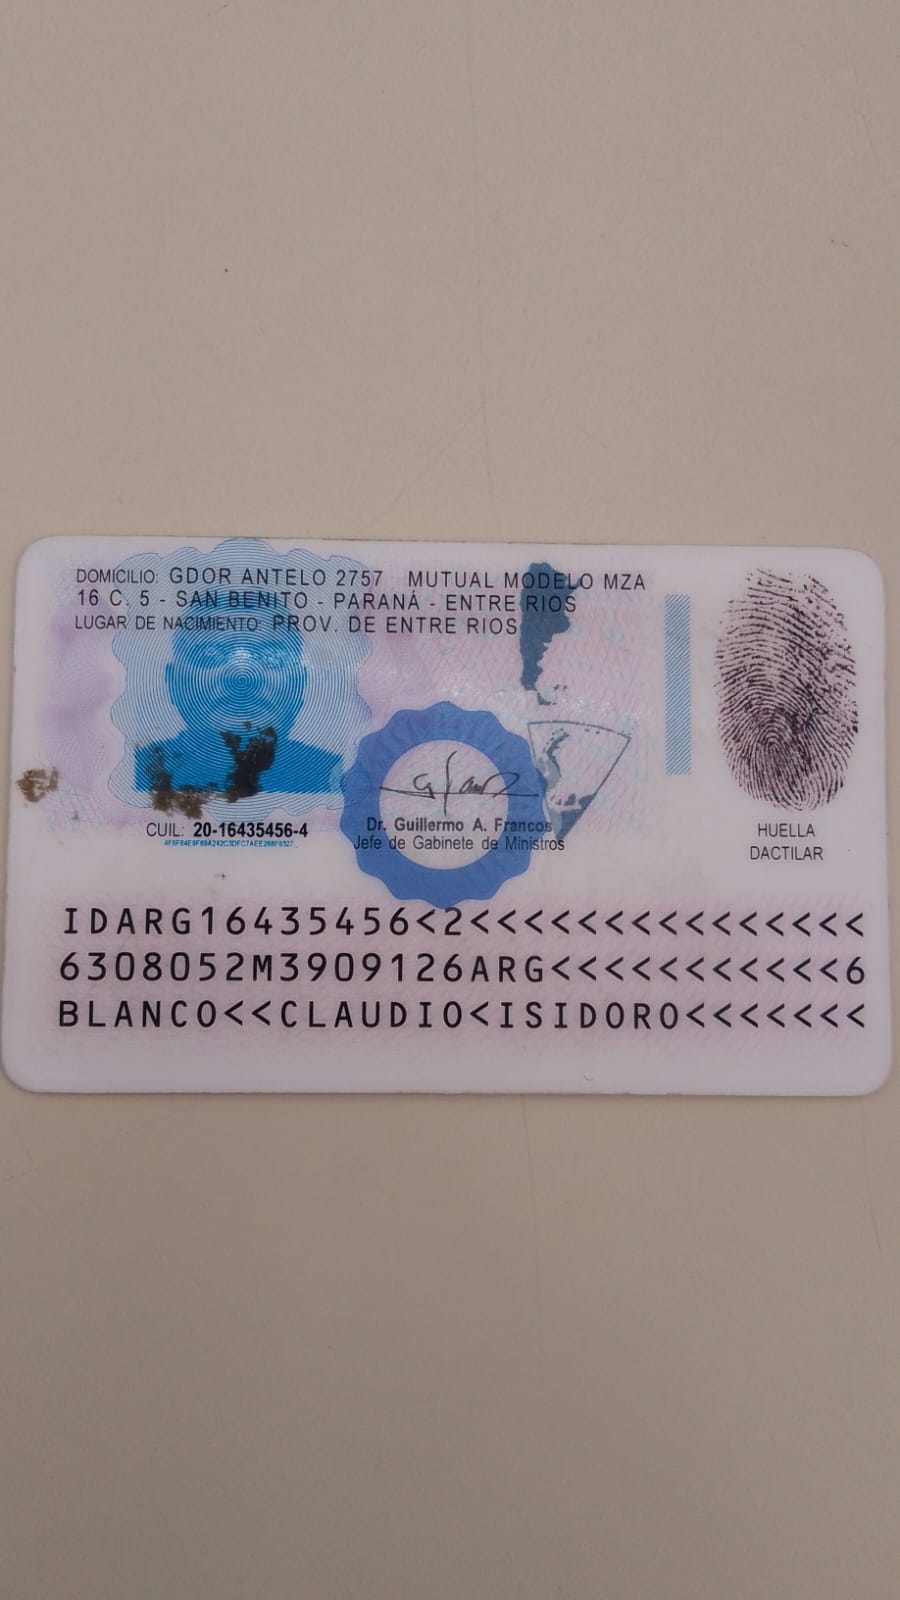 DOMICILIO: GDOR ANTELO 2757 MUTUAL MODELO MZA
16 C. 5 - SAN BENITO - PARANÁ - ENTRE RIOS
LUGAR DE NACIMIENTO: PROV. DE ENTRE RIOS
CUIL: 20-16435456-4
Dr. Guillermo A. Francos
Jefe de Gabinete de Ministros
HUELLA
DACTILAR
IDARG16435456<2<<<<<<<<<<<<<<<
6308052M3909126ARG<<<<<<<<<<<6
BLANCO<<CLAUDIO<ISIDORO<<<<<<<